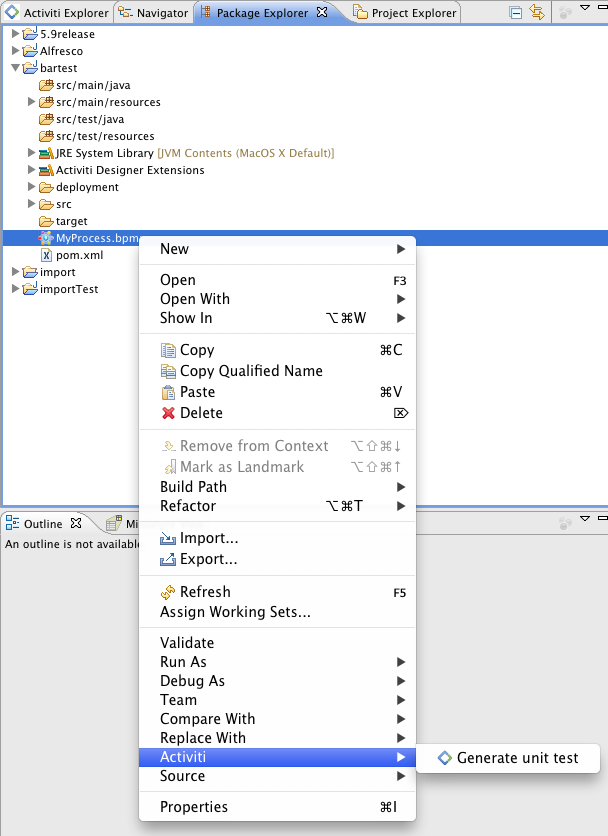 Activiti Explorer Navigator Package Explorer Project Explorer
5.9release
Alfresco
bartest
src/main/java
src/main/resources
src/test/java
src/test/resources
JRE System Library [JVM Contents (MacOS X Default)]
Activiti Designer Extensions
deployment
src
target
MyProcess.bpm
pom.xml
import
importTest
New
Open F3
Open With
Show In ⌥⌘W
Copy ⌘C
Copy Qualified Name
Paste ⌘V
Delete ⌦
Remove from Context ⌥⇧⌘↓
Mark as Landmark ⌥⇧⌘↑
Build Path
Refactor ⌥⌘T
Import...
Export...
Refresh F5
Assign Working Sets...
Validate
Run As
Debug As
Team
Compare With
Replace With
Activiti
Generate unit test
Source
Properties ⌘I
Outline Mi
An outline is not available